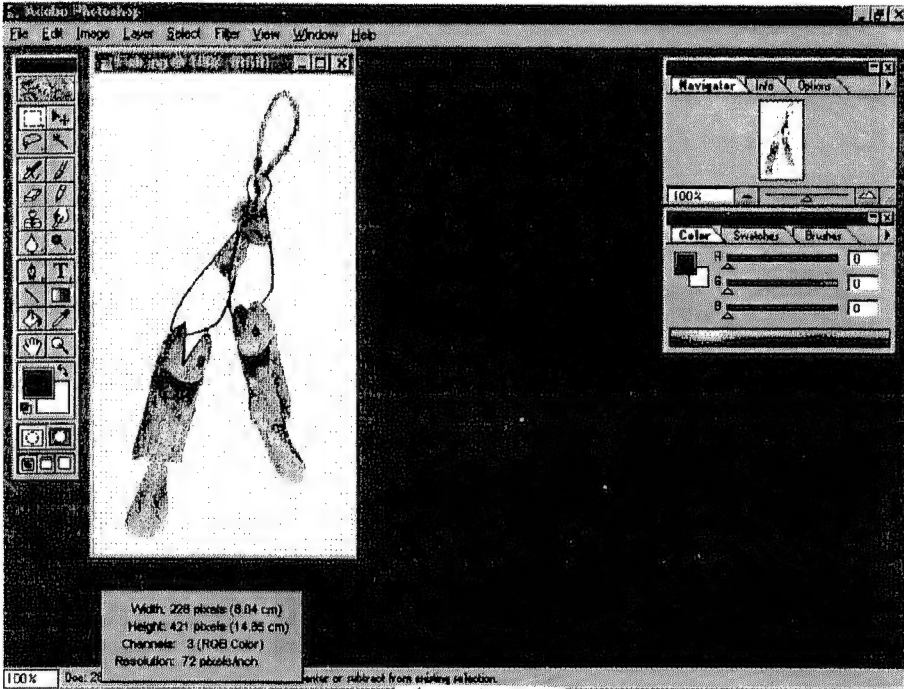 Adobe Photoshop
File Edit Image Layer Select Filter View Window Help
Navigator Info Options
100%
Color Swatches Brushes
R 0
G 0
B 0
T
Width: 228 pixels (8.04 cm)
Height: 421 pixels (14.85 cm)
Channels: 3 (RGB Color)
Resolution: 72 pixels/inch
100% Doc: or subtract from existing selection.